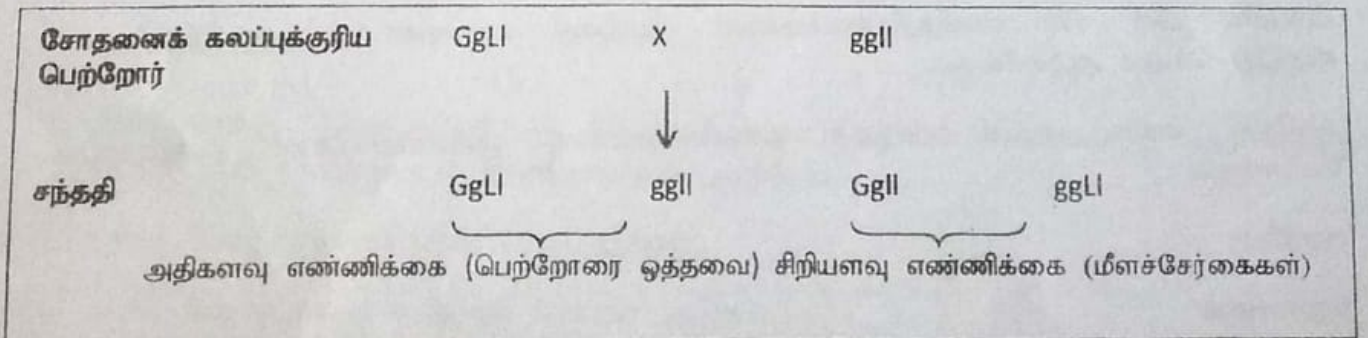 சோதனைக் கலப்புக்குரிய GgLl X ggll
பெற்றோர்
சந்ததி GgLl ggll Ggll ggLl
அதிகளவு எண்ணிக்கை (பெற்றோரை ஒத்தவை) சிறியளவு எண்ணிக்கை (மீளச்சேர்கைகள்)